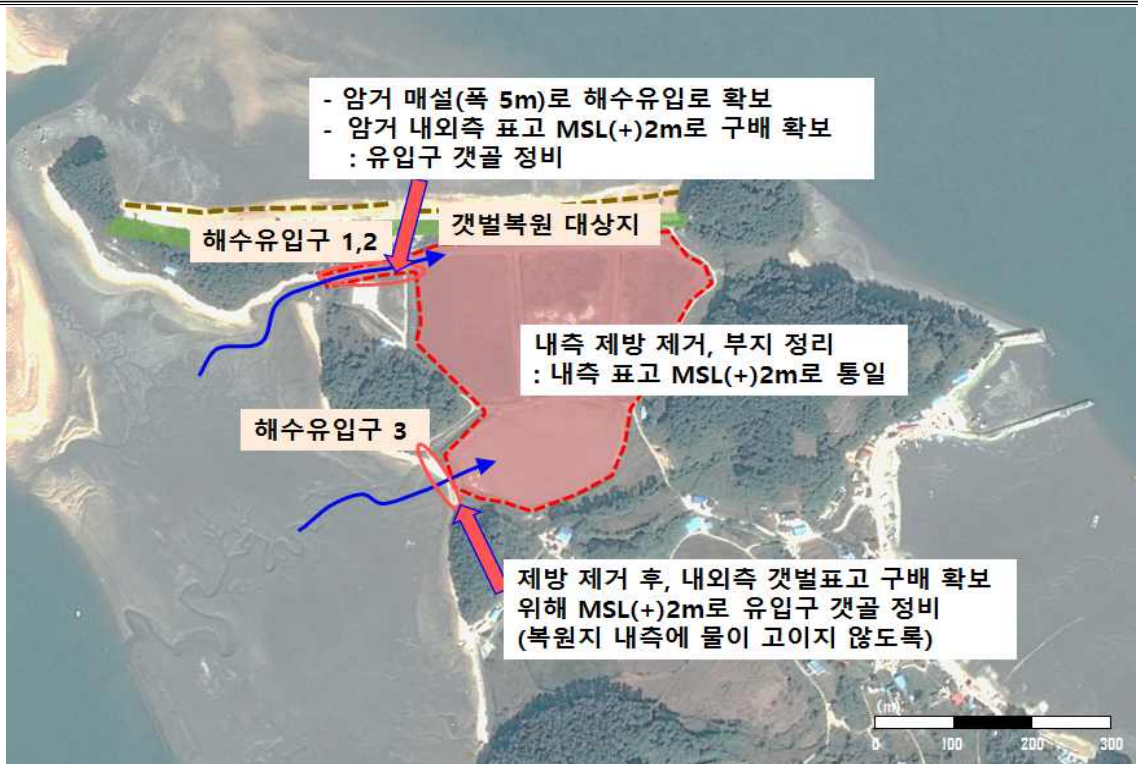 - 암거 매설(폭 5m)로 해수유입로 확보
- 암거 내외측 표고 MSL(+)2m로 구배 확보
: 유입구 갯골 정비
해수유입구 1,2
갯벌복원 대상지
내측 제방 제거, 부지 정리
: 내측 표고 MSL(+)2m로 통일
해수유입구 3
제방 제거 후, 내외측 갯벌표고 구배 확보
위해 MSL(+)2m로 유입구 갯골 정비
(복원지 내측에 물이 고이지 않도록)
(m)
0 100 200 300